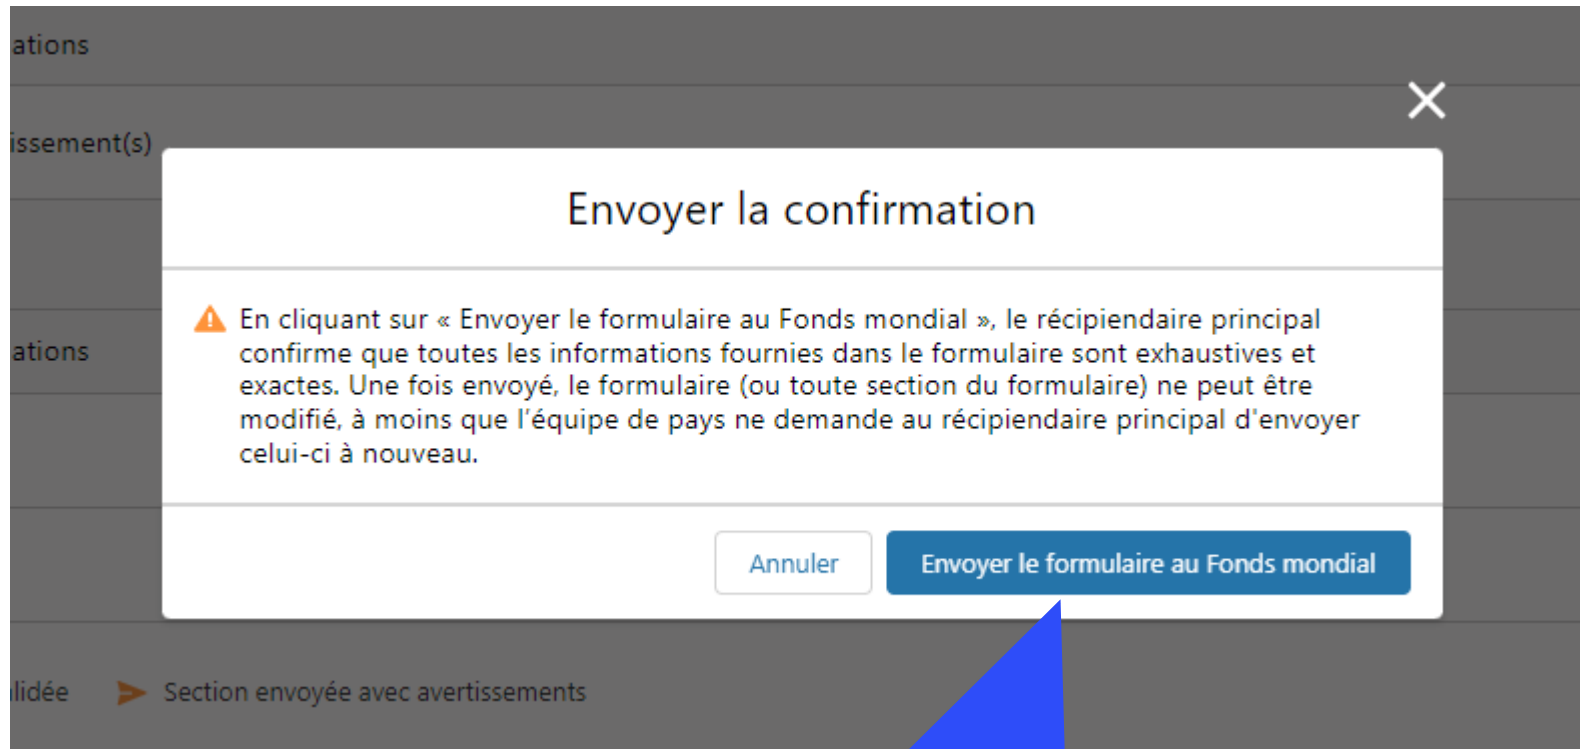 ations
issement(s)
Envoyer la confirmation
En cliquant sur « Envoyer le formulaire au Fonds mondial », le récipiendaire principal
confirme que toutes les informations fournies dans le formulaire sont exhaustives et
exactes. Une fois envoyé, le formulaire (ou toute section du formulaire) ne peut être
modifié, à moins que l’équipe de pays ne demande au récipiendaire principal d'envoyer
celui-ci à nouveau.
ations
Annuler
Envoyer le formulaire au Fonds mondial
lidée
Section envoyée avec avertissements